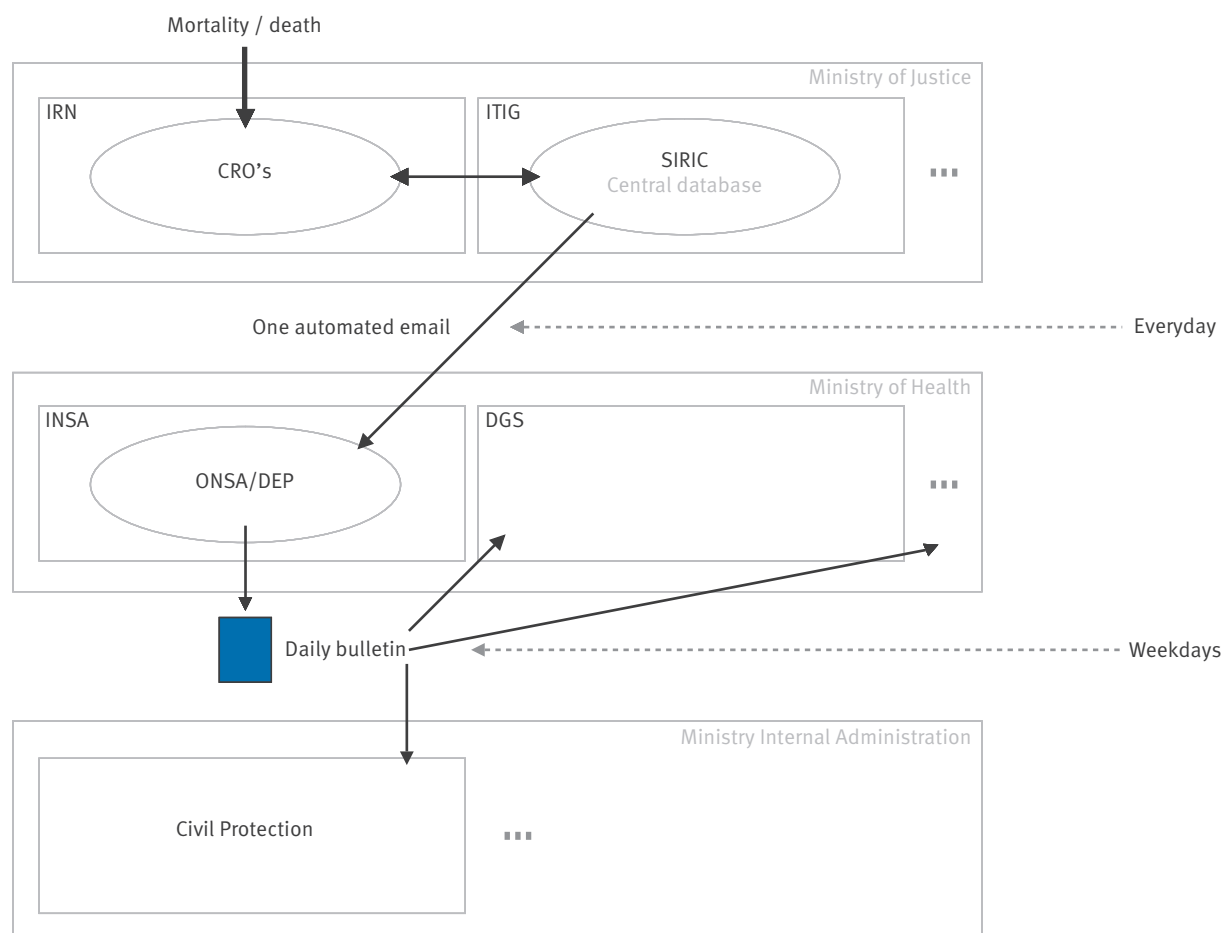 Mortality / death
Ministry of Justice
IRN
ITIG
CRO's
SIRIC
Central database
...
One automated email
Everyday
Ministry of Health
INSA
DGS
ONSA/DEP
...
Daily bulletin
Weekdays
Ministry Internal Administration
Civil Protection
...